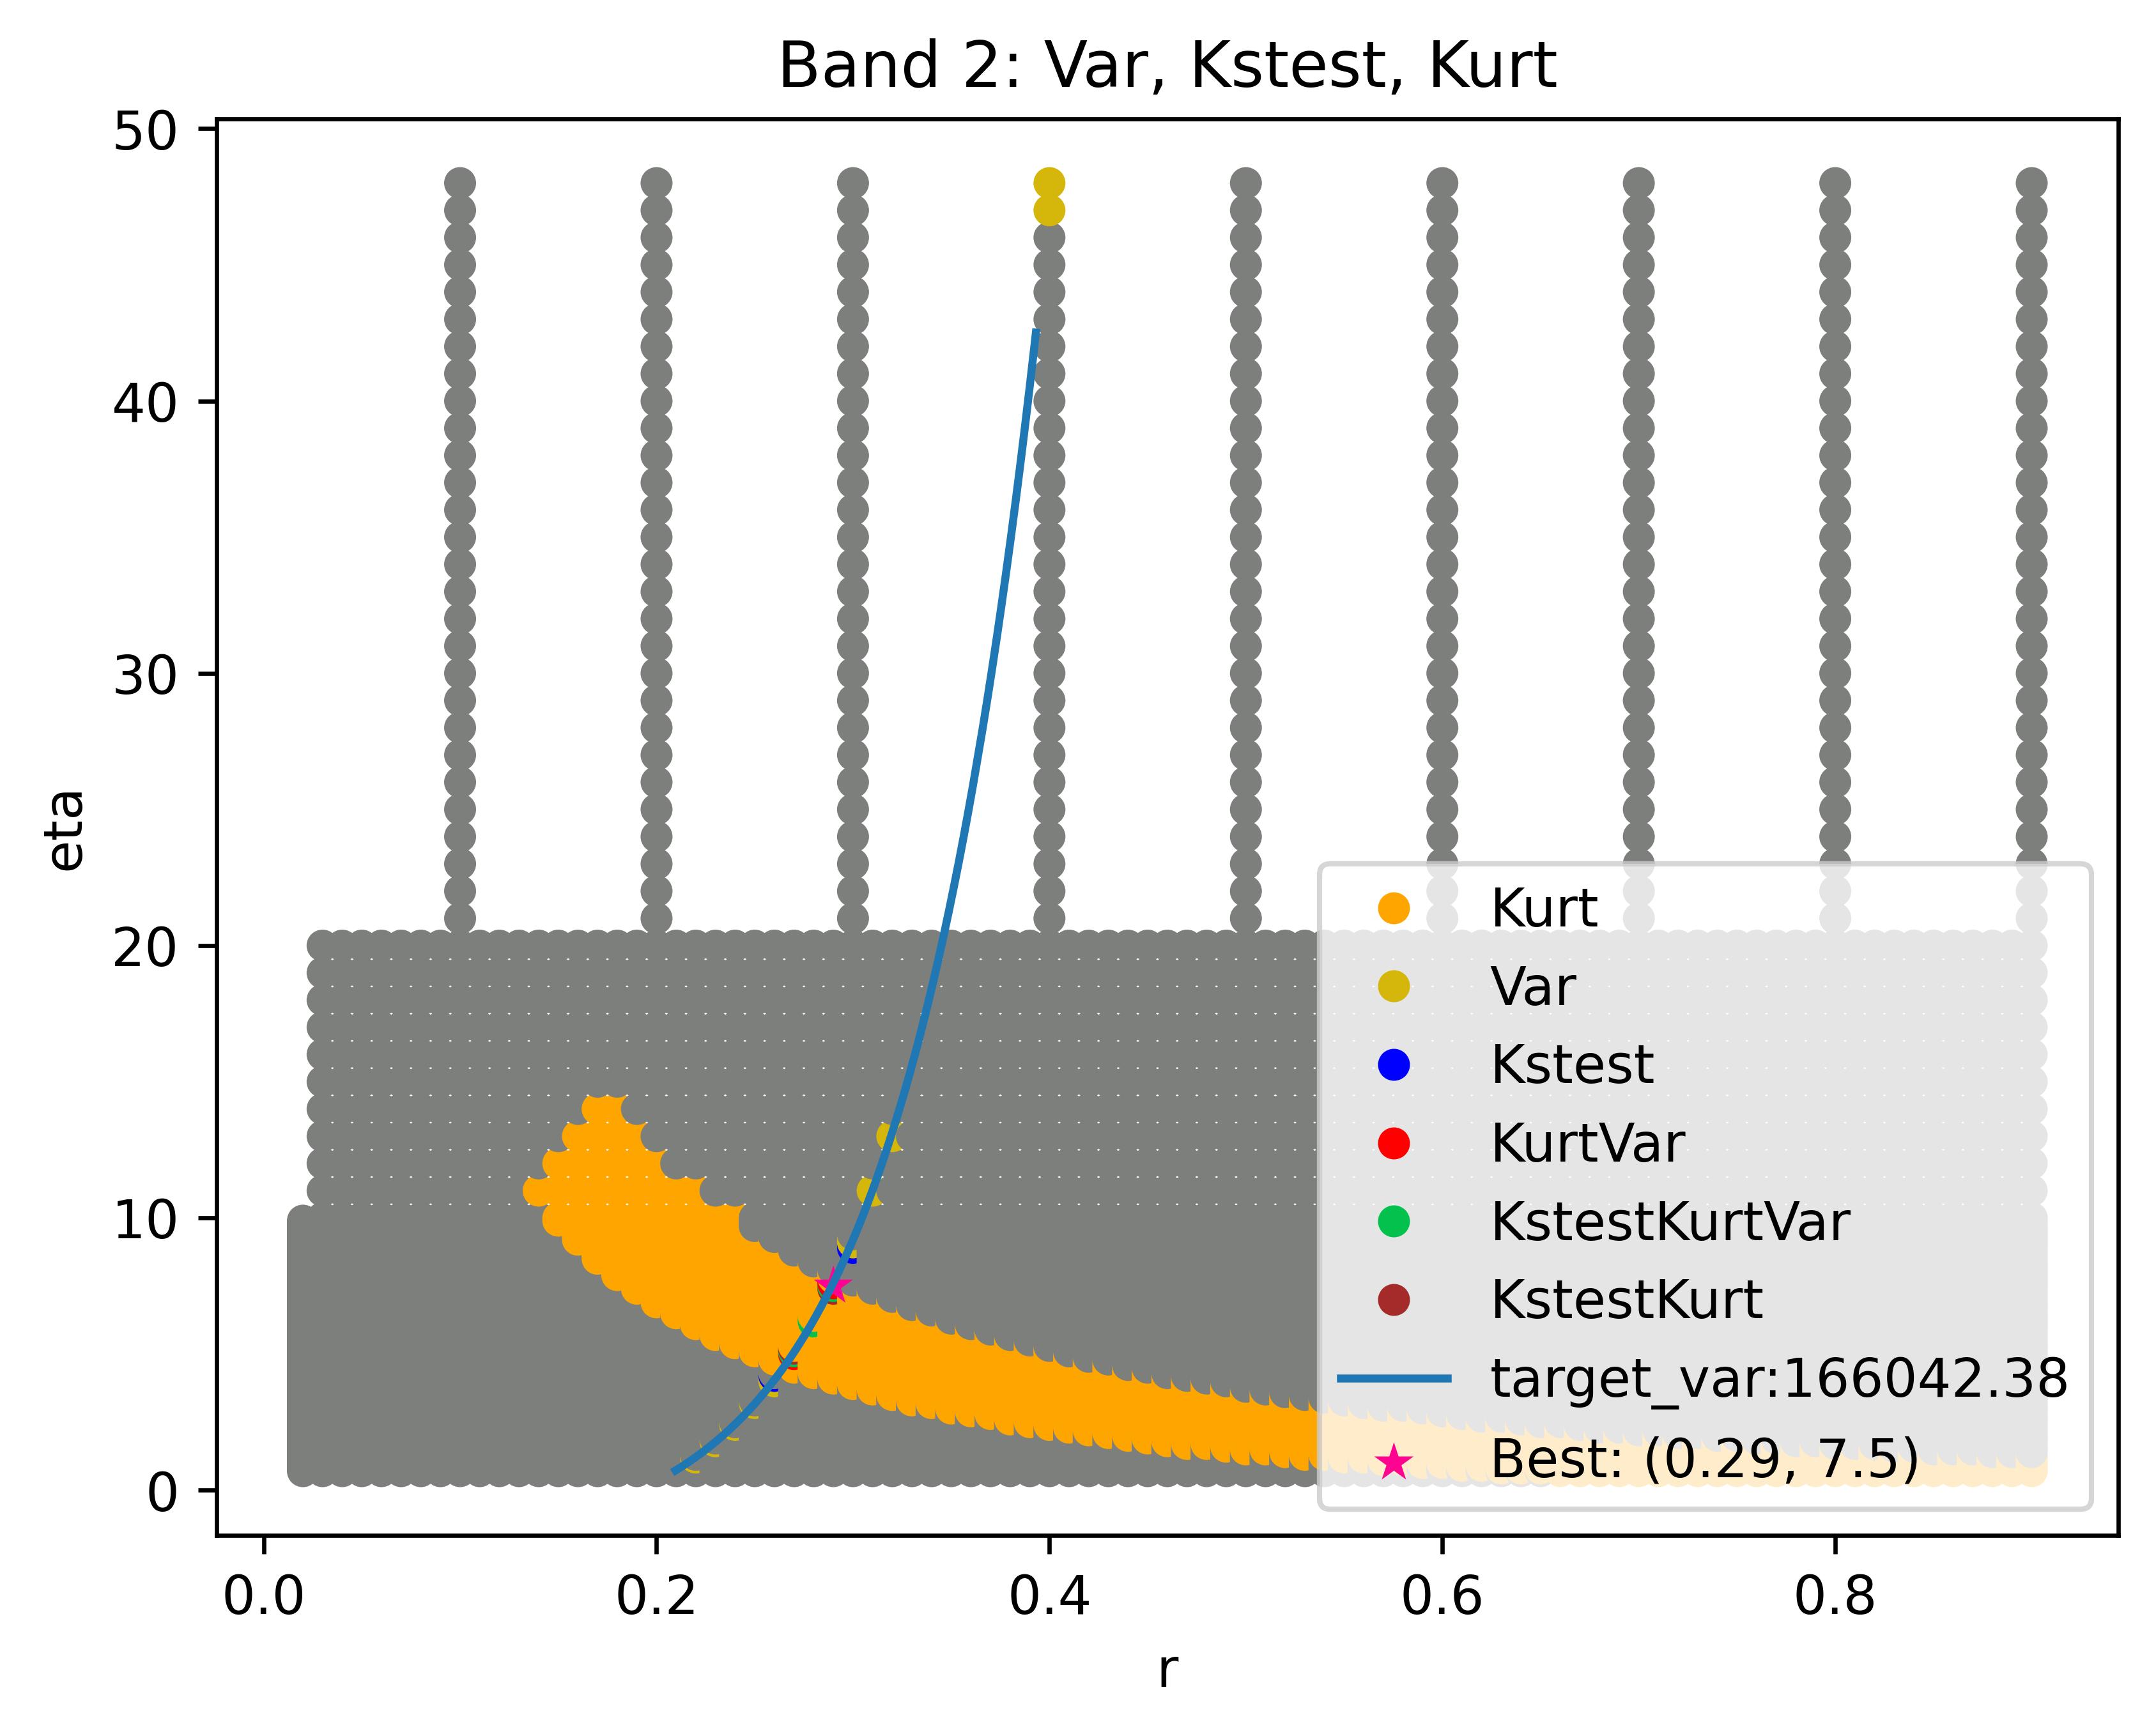 Band 2: Var, Kstest, Kurt
50
40
30
20
10
0
eta
0.0 0.2 0.4 0.6 0.8
r
Kurt
Var
Kstest
KurtVar
KstestKurtVar
KstestKurt
target_var:166042.38
Best: (0.29, 7.5)